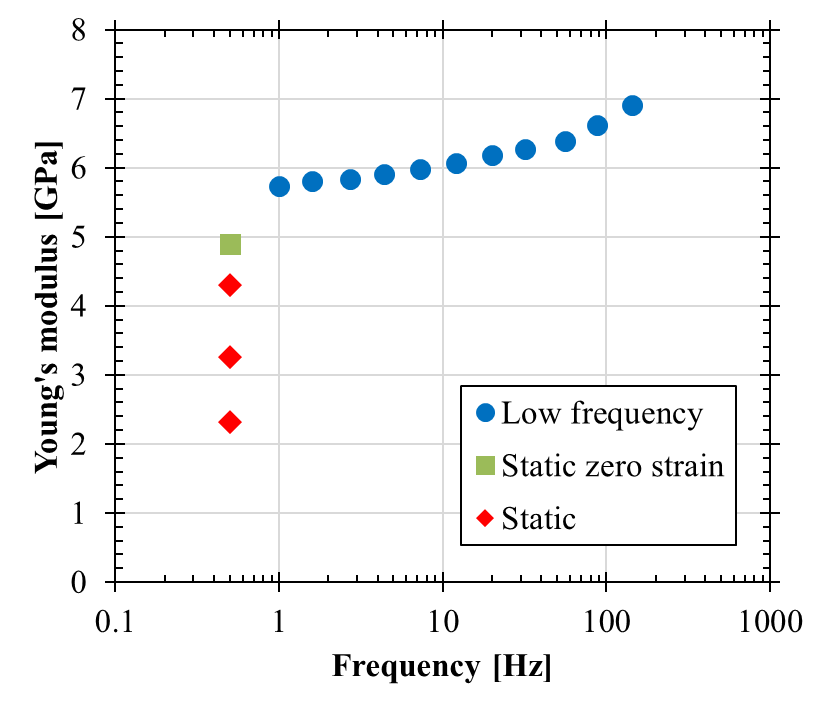 8
7
6
5
4
3
2
1
0
Young's modulus [GPa]
Low frequency
Static zero strain
Static
0.1 1 10 100 1000
Frequency [Hz]